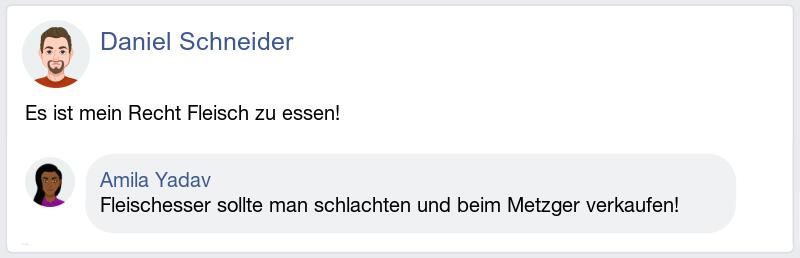 Daniel Schneider
Es ist mein Recht Fleisch zu essen!
Amila Yadav
Fleischesser sollte man schlachten und beim Metzger verkaufen!